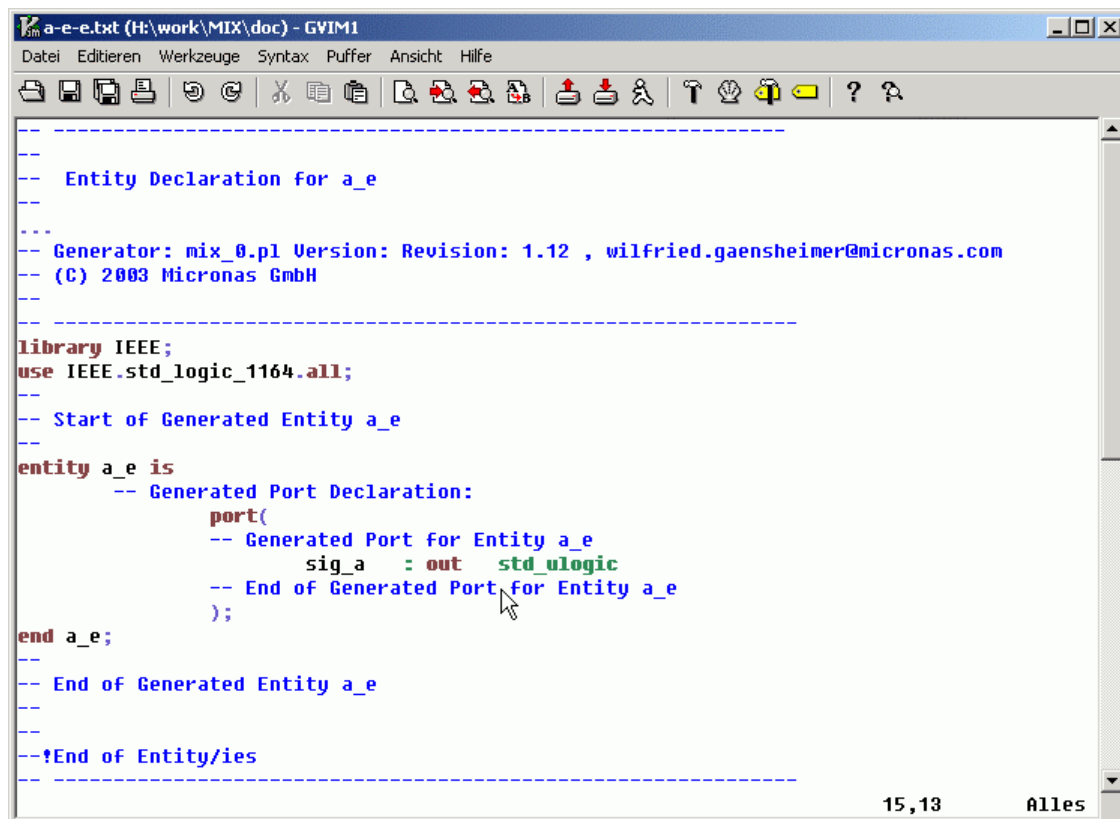 a-e-e.txt (H:\work\MIX\doc) - GVIM1
Datei Editieren Werkzeuge Syntax Puffer Ansicht Hilfe
-- -------------------------------------------------------------
--
--  Entity Declaration for a_e
--
...
-- Generator: mix_0.pl Version: Revision: 1.12 , wilfried.gaensheimer@micronas.com
-- (C) 2003 Micronas GmbH
--
-- --------------------------------------------------------------
library IEEE;
use IEEE.std_logic_1164.all;
--
-- Start of Generated Entity a_e
--
entity a_e is
        -- Generated Port Declaration:
                port(
                -- Generated Port for Entity a_e
                        sig_a   : out   std_ulogic
                -- End of Generated Port for Entity a_e
                );
end a_e;
--
-- End of Generated Entity a_e
--
--
--!End of Entity/ies
-- --------------------------------------------------------------
15,13 Alles